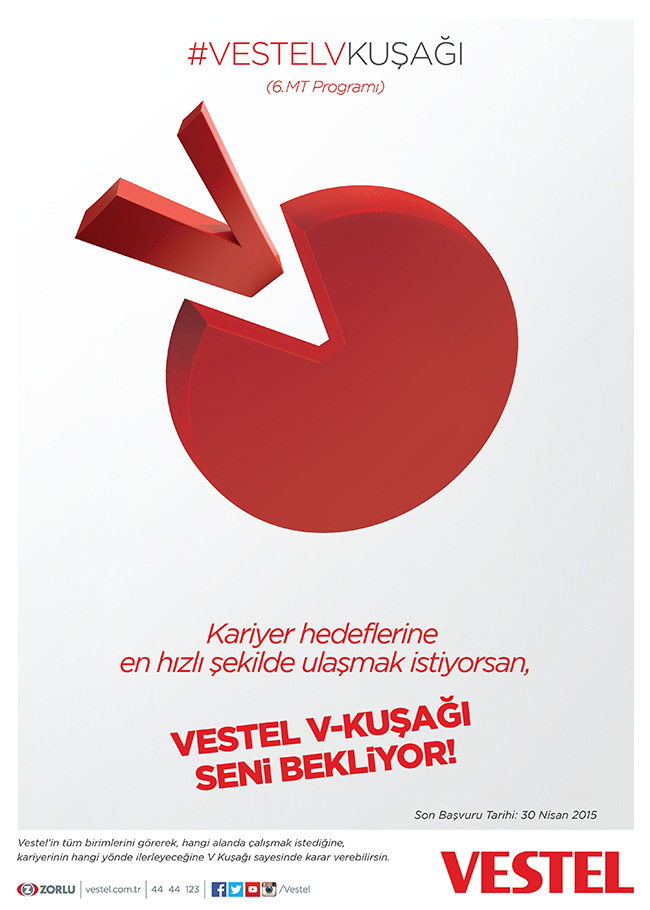 #VESTELVKUŞAĞI
(6.MT Programı)
Kariyer hedeflerine
en hızlı şekilde ulaşmak istiyorsan,
VESTEL V-KUŞAĞI
SENi BEKLiYOR!
Son Başvuru Tarihi: 30 Nisan 2015
Vestel'in tüm birimlerini görerek, hangi alanda çalışmak istediğine,
kariyerinin hangi yönde ilerleyeceğine V Kuşağı sayesinde karar verebilirsin.
VESTEL
Z ZORLU | vestel.com.tr | 44 44 123 | f You Tube /Vestel